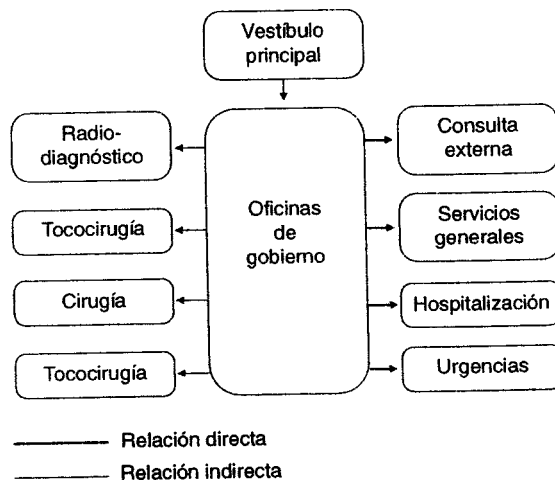 Vestíbulo
principal
Radio-
diagnóstico
Tococirugía
Cirugía
Tococirugía
Oficinas
de
gobierno
Consulta
externa
Servicios
generales
Hospitalización
Urgencias
Relación directa
Relación indirecta